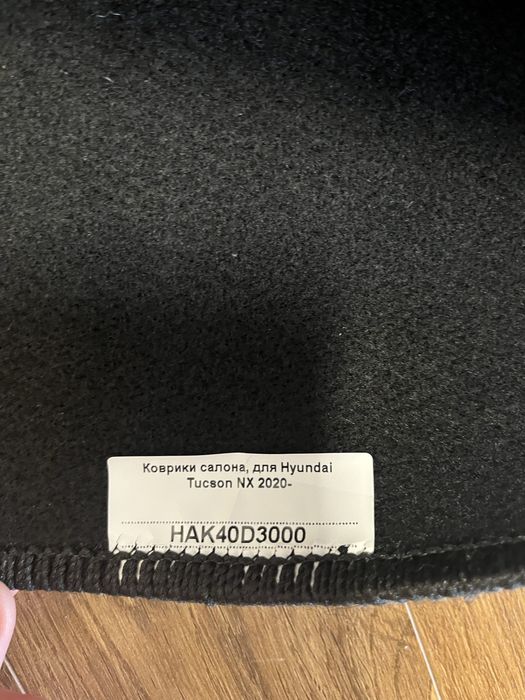 Коврики салона, для Hyundai
Tucson NX 2020-
HAK40D3000